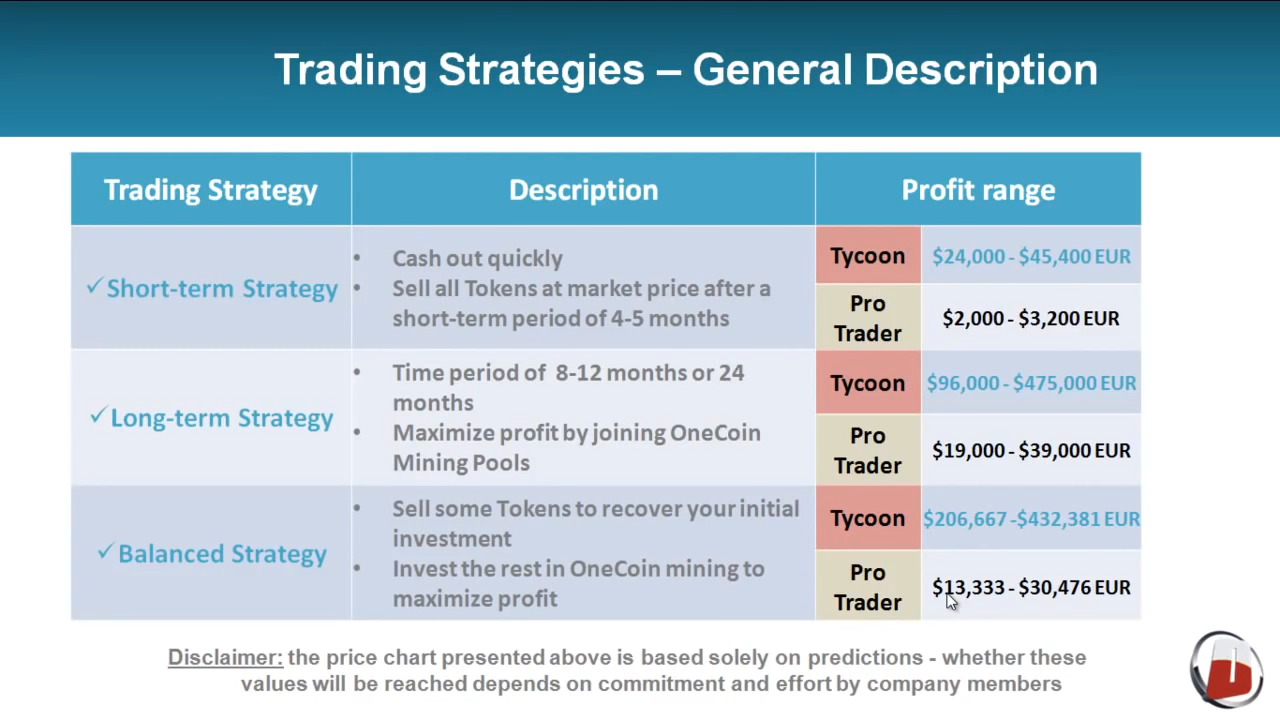 Trading Strategies – General Description
Trading Strategy
Description
Profit range
✓Short-term Strategy
• Cash out quickly
• Sell all Tokens at market price after a
short-term period of 4-5 months
Tycoon
$24,000 - $45,400 EUR
Pro
Trader
$2,000 - $3,200 EUR
✓Long-term Strategy
• Time period of 8-12 months or 24
months
• Maximize profit by joining OneCoin
Mining Pools
Tycoon
$96,000 - $475,000 EUR
Pro
Trader
$19,000 - $39,000 EUR
✓Balanced Strategy
• Sell some Tokens to recover your initial
investment
• Invest the rest in OneCoin mining to
maximize profit
Tycoon
$206,667 -$432,381 EUR
Pro
Trader
$13,333 - $30,476 EUR
Disclaimer: the price chart presented above is based solely on predictions - whether these
values will be reached depends on commitment and effort by company members